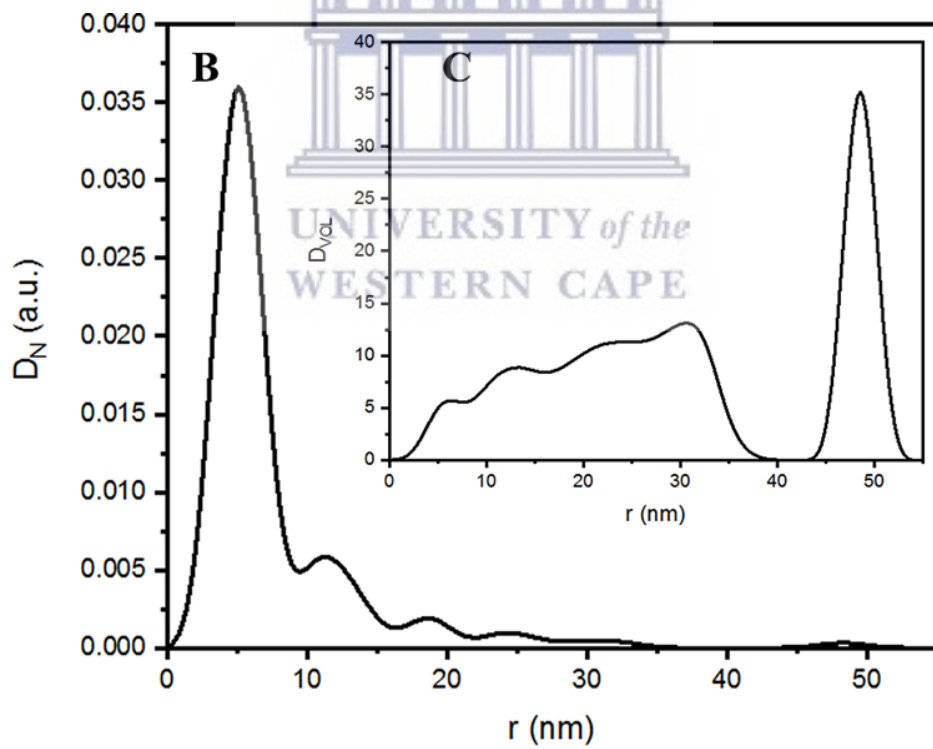 B
C
UNIVERSITY of the
WESTERN CAPE
D_N (a.u.)
0.040
0.035
0.030
0.025
0.020
0.015
0.010
0.005
0.000
0 10 20 30 40 50
r (nm)
D_VOL
40
35
30
25
20
15
10
5
0
0 10 20 30 40 50
r (nm)